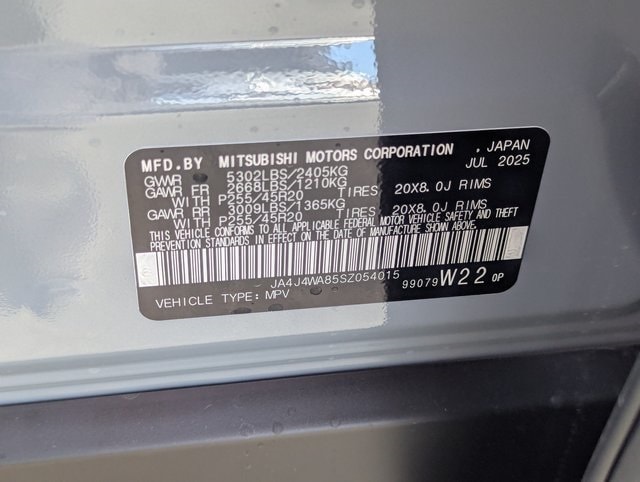 MFD.BY MITSUBISHI MOTORS CORPORATION , JAPAN
GVWR 5302LBS/2405KG JUL 2025
GAWR FR 2668LBS/1210KG
WITH P255/45R20 TIRES 20X8.0J RIMS
GAWR RR 3009LBS/1365KG
WITH P255/45R20 TIRES 20X8.0J RIMS
THIS VEHICLE CONFORMS TO ALL APPLICABLE FEDERAL MOTOR VEHICLE SAFETY AND THEFT
PREVENTION STANDARDS IN EFFECT ON THE DATE OF MANUFACTURE SHOWN ABOVE.
JA4J4WA85SZ054015
VEHICLE TYPE:MPV 99079 W22 0P